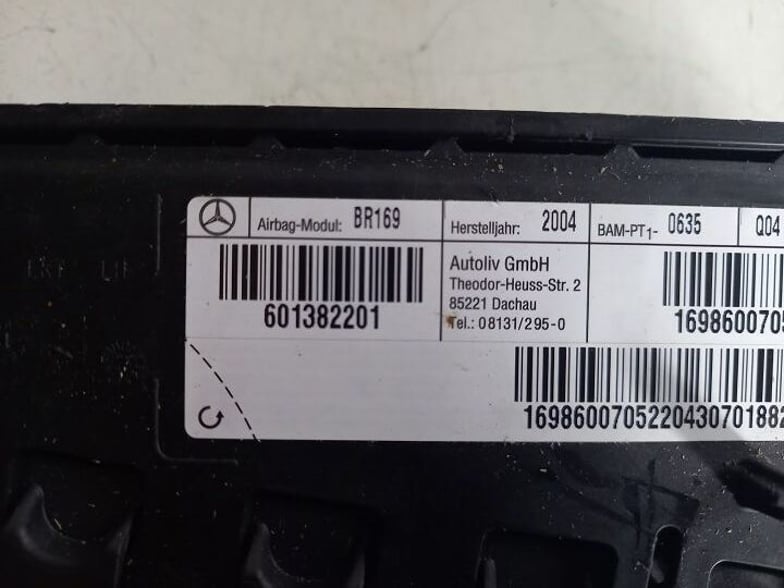 Airbag-Modul: BR169
Herstelljahr: 2004
BAM-PT1- 0635
Q04
601382201
Autoliv GmbH
Theodor-Heuss-Str. 2
85221 Dachau
Tel.: 08131/295-0
1698600705
169860070522043070188